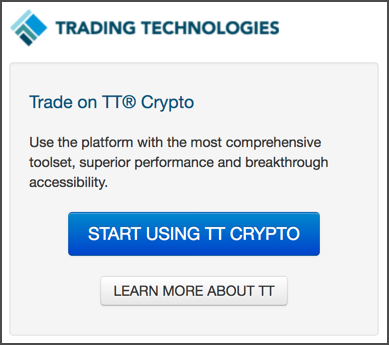 TRADING TECHNOLOGIES
Trade on TT® Crypto
Use the platform with the most comprehensive
toolset, superior performance and breakthrough
accessibility.
START USING TT CRYPTO
LEARN MORE ABOUT TT